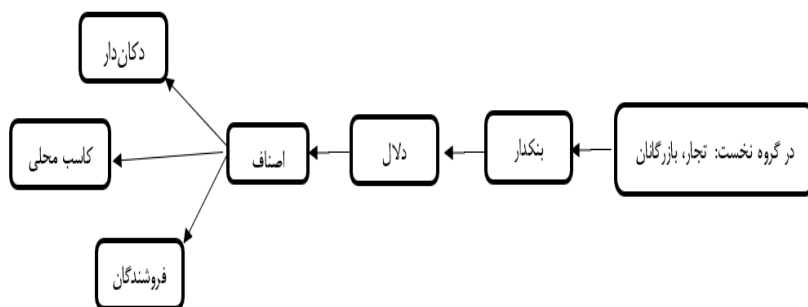 در گروه نخست: تجار، بازرگانان
بنکدار
دلال
اصناف
دکان‌دار
کاسب محلی
فروشندگان